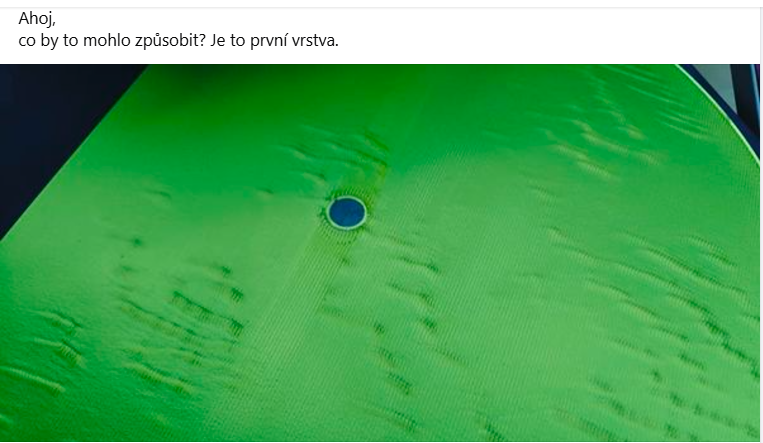 Ahoj,
co by to mohlo způsobit? Je to první vrstva.